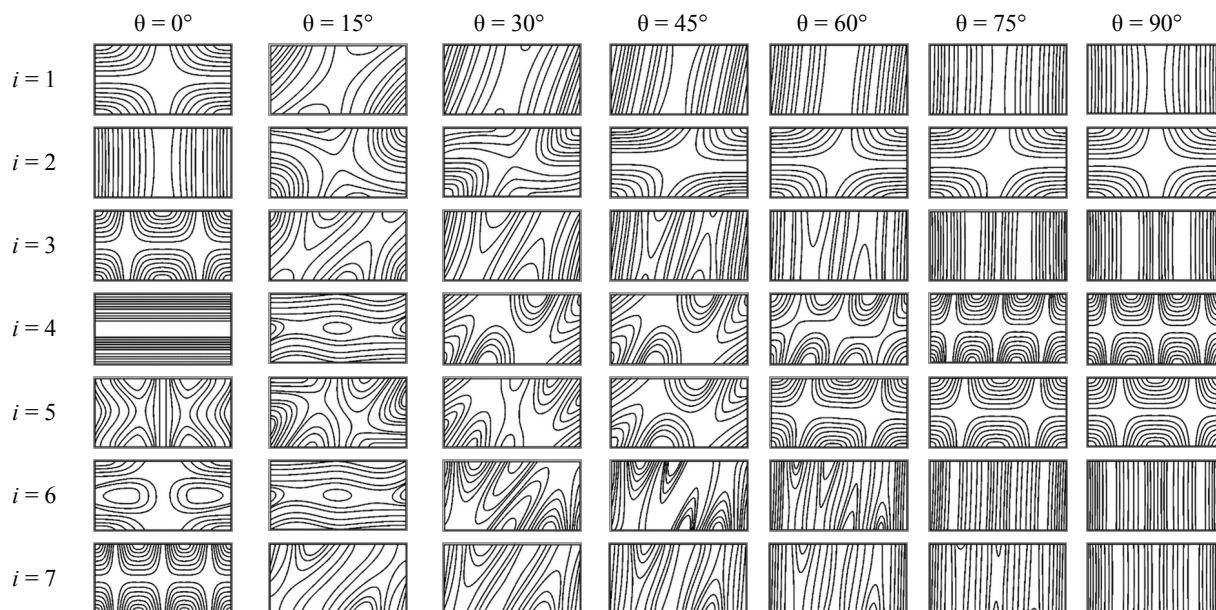 θ = 0° θ = 15° θ = 30° θ = 45° θ = 60° θ = 75° θ = 90°
i = 1
i = 2
i = 3
i = 4
i = 5
i = 6
i = 7